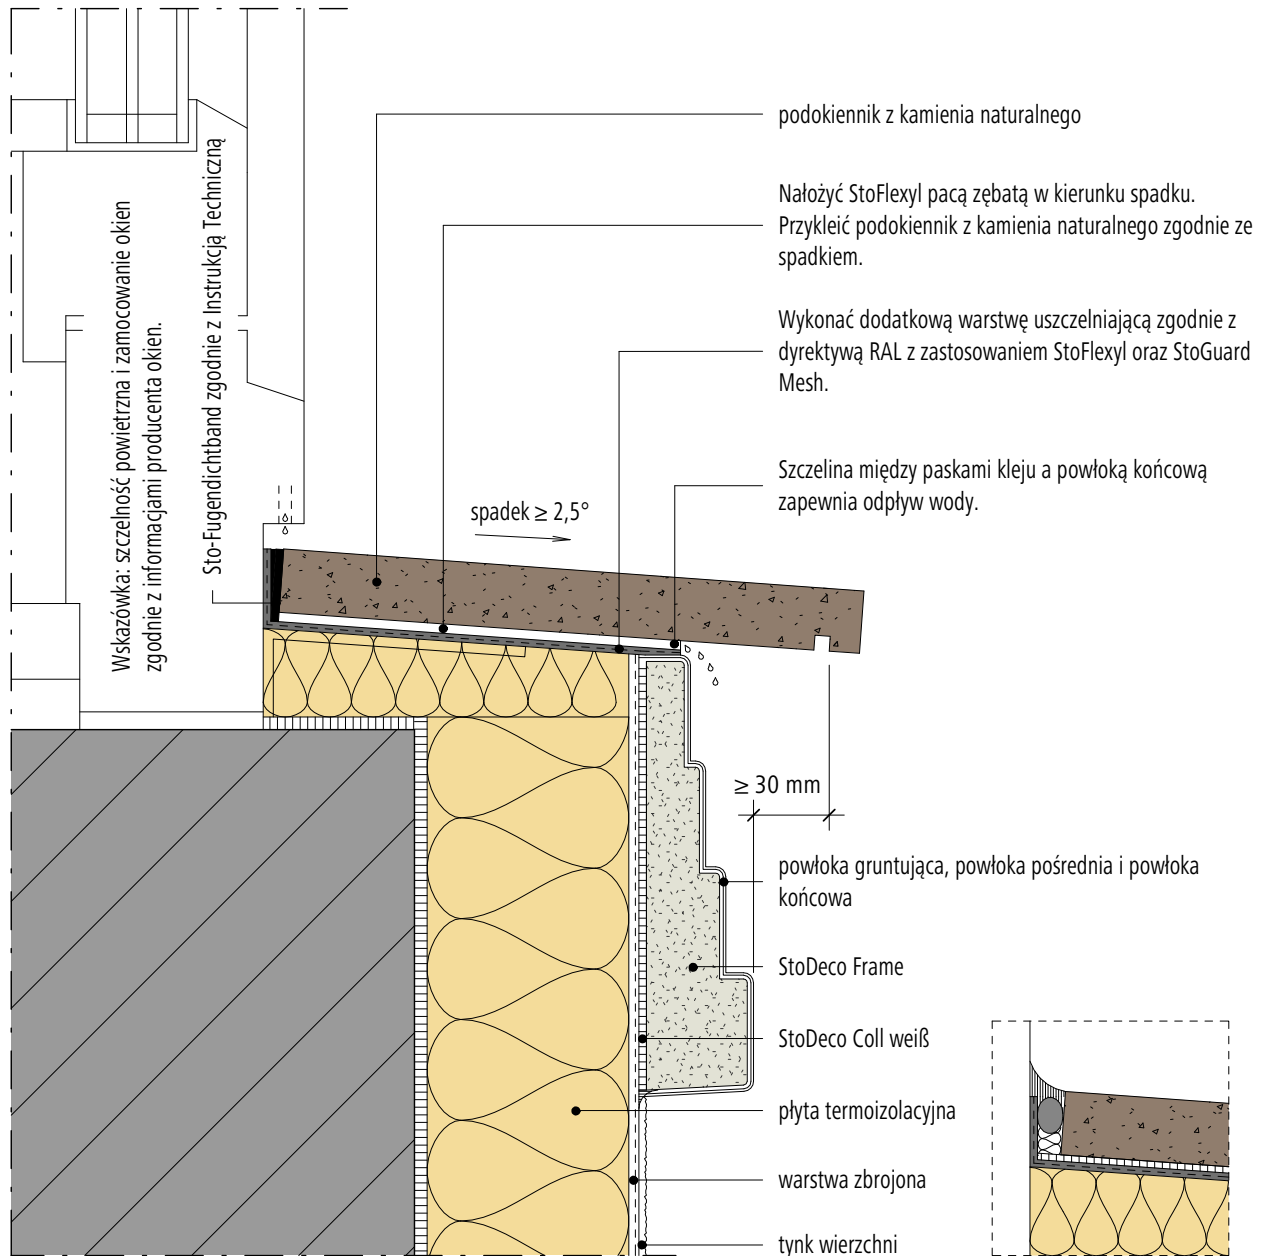 podokiennik z kamienia naturalnego
Nałożyć StoFlexyl pacą zębatą w kierunku spadku.
Przykleić podokiennik z kamienia naturalnego zgodnie ze
spadkiem.
Wykonać dodatkową warstwę uszczelniającą zgodnie z
dyrektywą RAL z zastosowaniem StoFlexyl oraz StoGuard
Mesh.
Szczelina między paskami kleju a powłoką końcową
zapewnia odpływ wody.
Wskazówka: szczelność powietrzna i zamocowanie okien
zgodnie z informacjami producenta okien.
Sto-Fugendichtband zgodnie z Instrukcją Techniczną
spadek ≥ 2,5°
≥ 30 mm
powłoka gruntująca, powłoka pośrednia i powłoka
końcowa
StoDeco Frame
StoDeco Coll weiß
płyta termoizolacyjna
warstwa zbrojona
tynk wierzchni